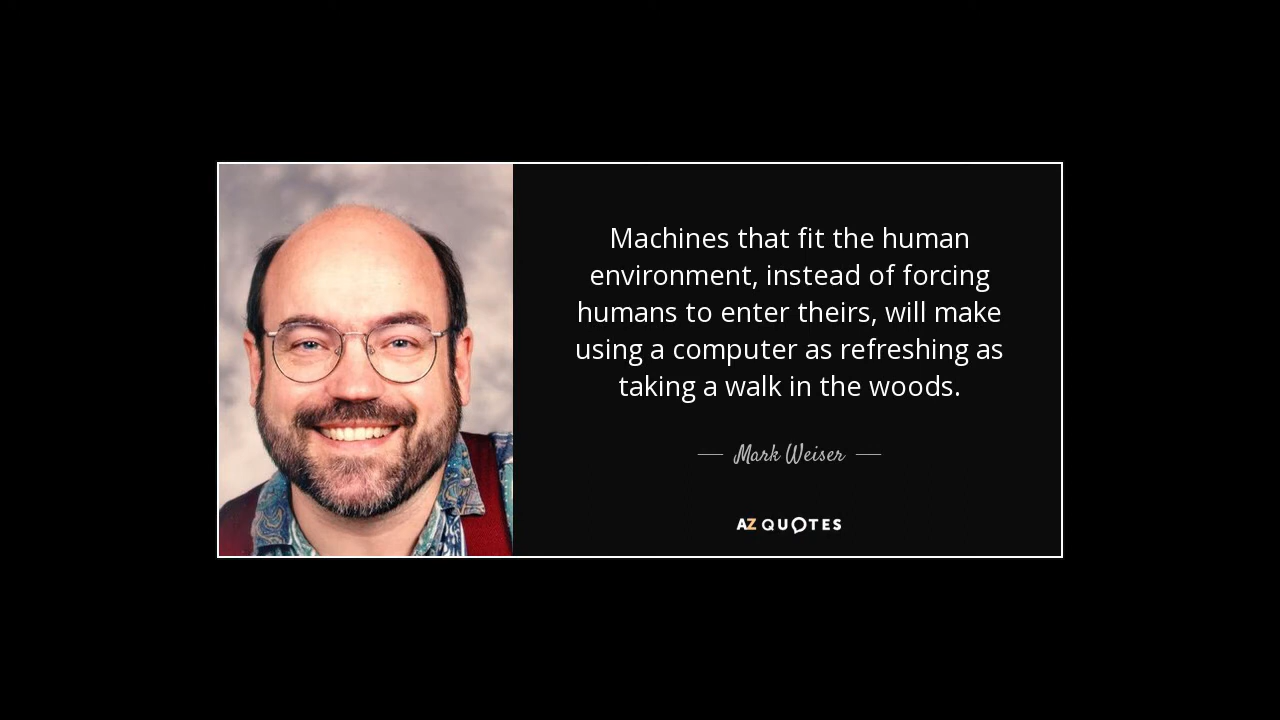 Machines that fit the human
environment, instead of forcing
humans to enter theirs, will make
using a computer as refreshing as
taking a walk in the woods.
Mark Weiser
AZ QUOTES